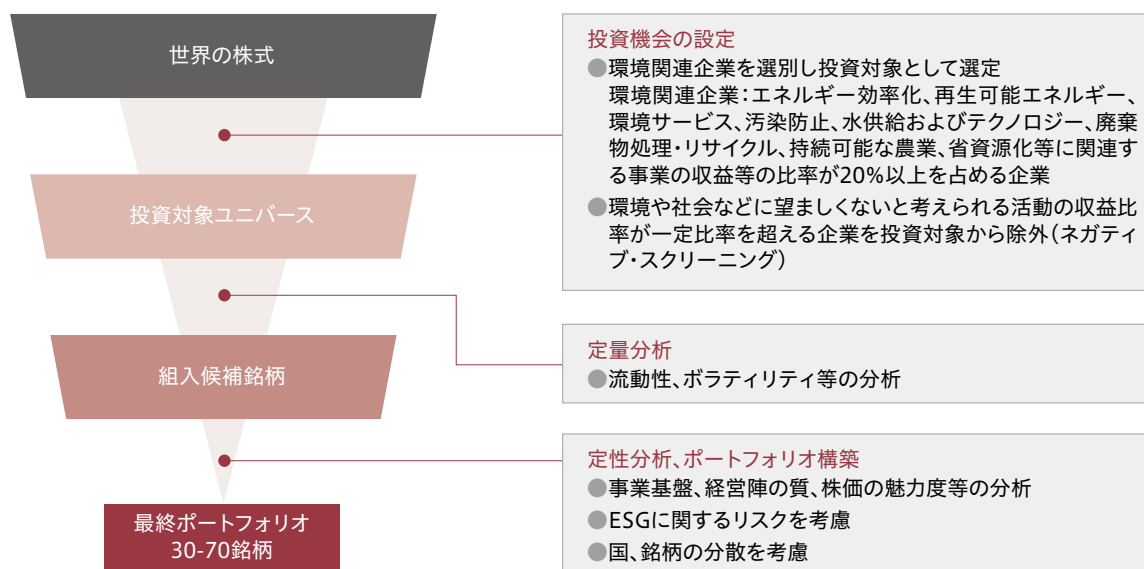 世界の株式
投資対象ユニバース
組入候補銘柄
最終ポートフォリオ
30-70銘柄
投資機会の設定
●環境関連企業を選別し投資対象として選定
環境関連企業：エネルギー効率化、再生可能エネルギー、
環境サービス、汚染防止、水供給およびテクノロジー、廃棄
物処理・リサイクル、持続可能な農業、省資源化等に関連す
る事業の収益等の比率が20%以上を占める企業
●環境や社会などに望ましくないと考えられる活動の収益比
率が一定比率を超える企業を投資対象から除外（ネガティ
ブ・スクリーニング）
定量分析
●流動性、ボラティリティ等の分析
定性分析、ポートフォリオ構築
●事業基盤、経営陣の質、株価の魅力度等の分析
●ESGに関するリスクを考慮
●国、銘柄の分散を考慮